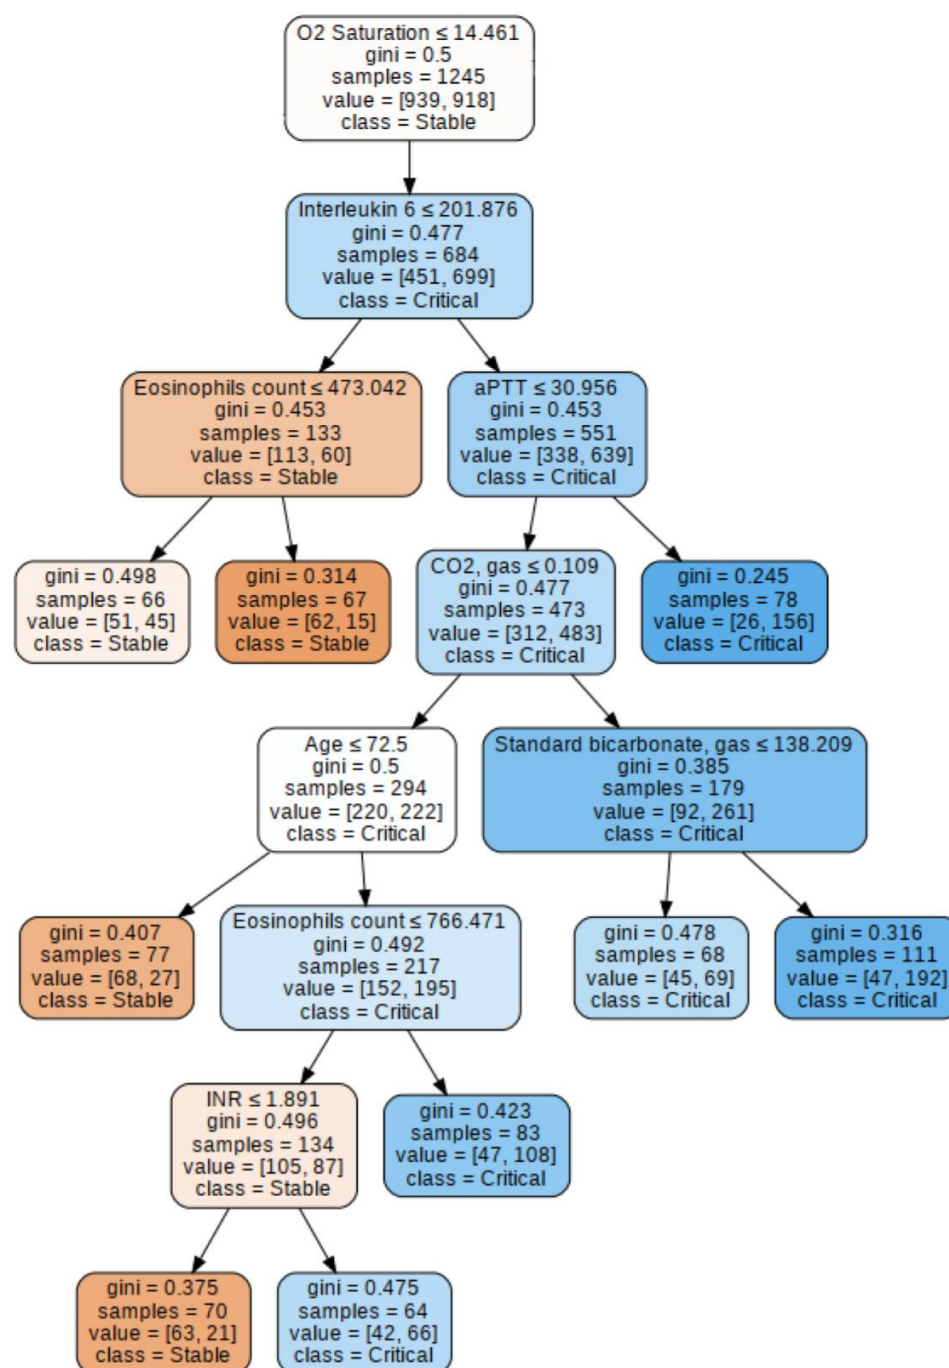 O2 Saturation ≤ 14.461
gini = 0.5
samples = 1245
value = [939, 918]
class = Stable
Interleukin 6 ≤ 201.876
gini = 0.477
samples = 684
value = [451, 699]
class = Critical
Eosinophils count ≤ 473.042
gini = 0.453
samples = 133
value = [113, 60]
class = Stable
aPTT ≤ 30.956
gini = 0.453
samples = 551
value = [338, 639]
class = Critical
gini = 0.498
samples = 66
value = [51, 45]
class = Stable
gini = 0.314
samples = 67
value = [62, 15]
class = Stable
CO2, gas ≤ 0.109
gini = 0.477
samples = 473
value = [312, 483]
class = Critical
gini = 0.245
samples = 78
value = [26, 156]
class = Critical
Age ≤ 72.5
gini = 0.5
samples = 294
value = [220, 222]
class = Critical
Standard bicarbonate, gas ≤ 138.209
gini = 0.385
samples = 179
value = [92, 261]
class = Critical
gini = 0.407
samples = 77
value = [68, 27]
class = Stable
Eosinophils count ≤ 766.471
gini = 0.492
samples = 217
value = [152, 195]
class = Critical
gini = 0.478
samples = 68
value = [45, 69]
class = Critical
gini = 0.316
samples = 111
value = [47, 192]
class = Critical
INR ≤ 1.891
gini = 0.496
samples = 134
value = [105, 87]
class = Stable
gini = 0.423
samples = 83
value = [47, 108]
class = Critical
gini = 0.375
samples = 70
value = [63, 21]
class = Stable
gini = 0.475
samples = 64
value = [42, 66]
class = Critical